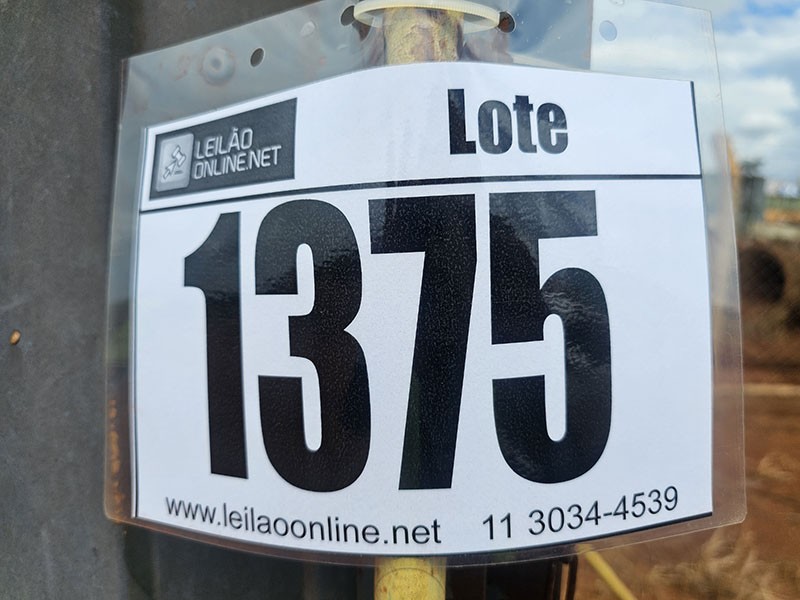 LEILÃO
ONLINE.NET
Lote
1375
www.leilaoonline.net 11 3034-4539